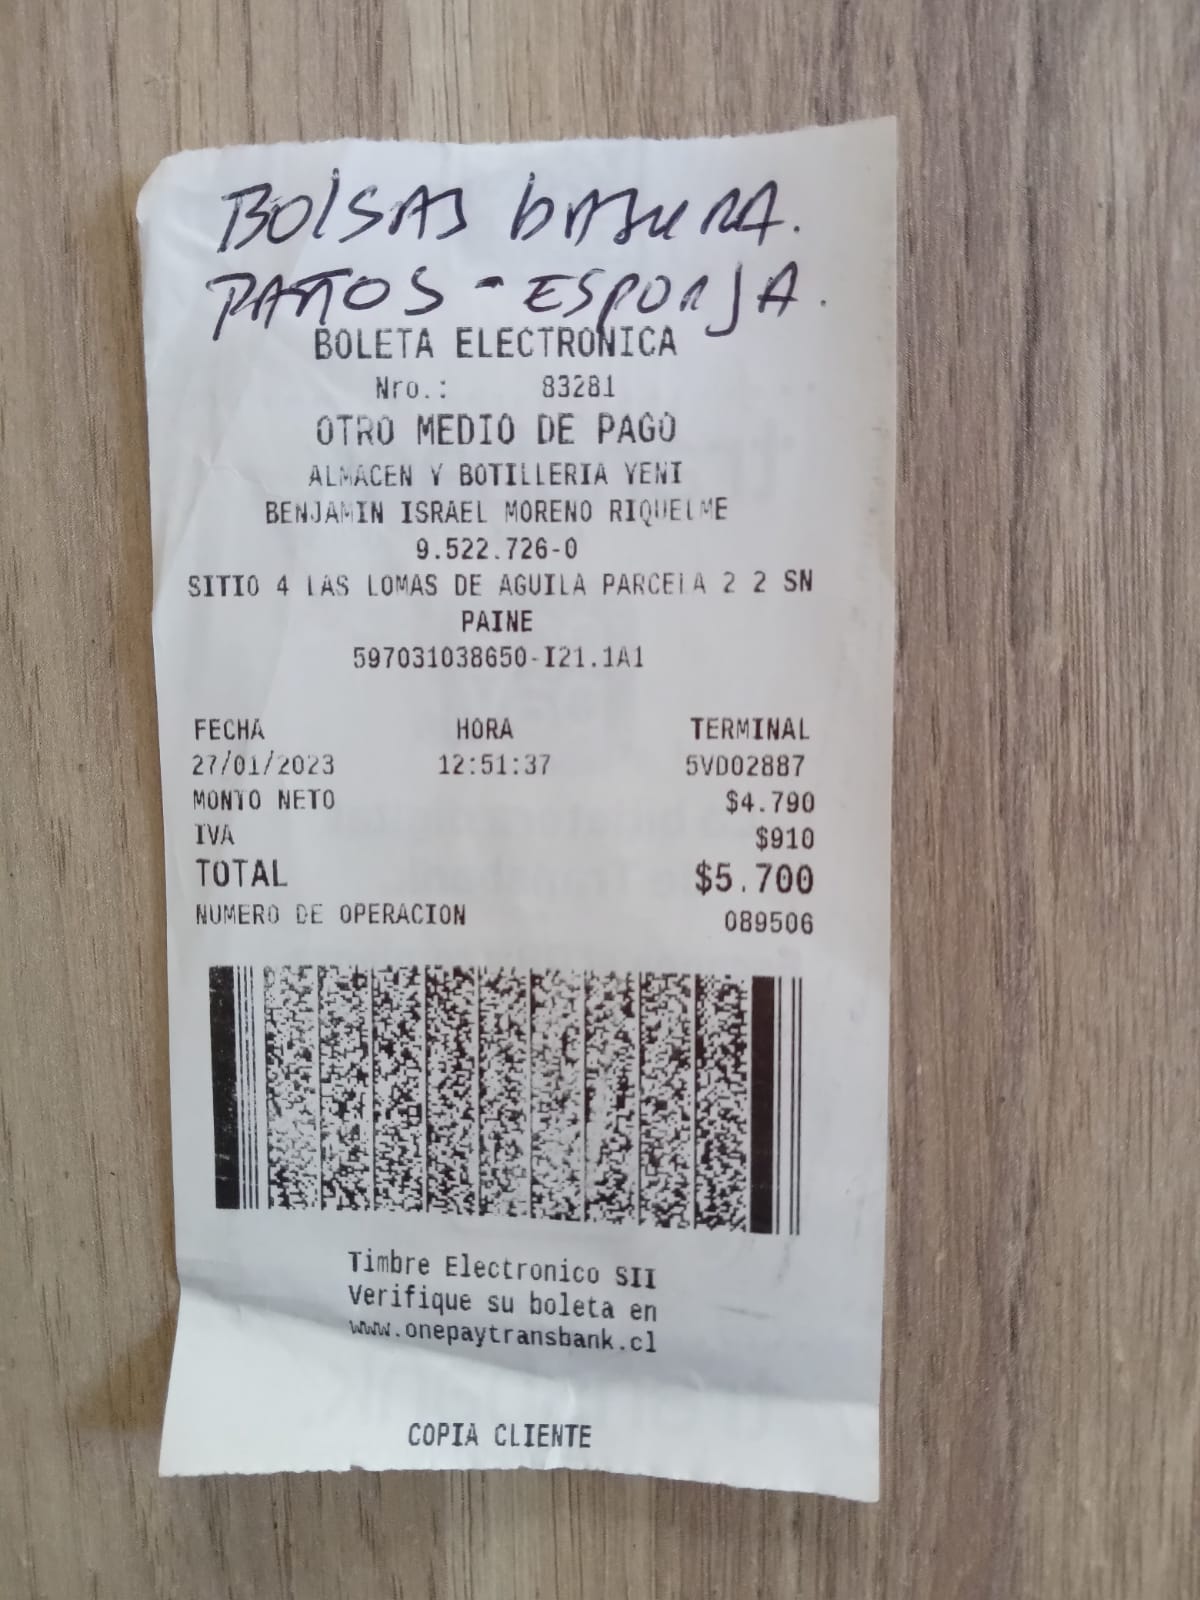 BOLSAS BASURA.
PAÑOS - ESPONJA.
BOLETA ELECTRONICA
Nro.: 83281
OTRO MEDIO DE PAGO
ALMACEN Y BOTILLERIA YENI
BENJAMIN ISRAEL MORENO RIQUELME
9.522.726-0
SITIO 4 LAS LOMAS DE AGUILA PARCELA 2 2 SN
PAINE
597031038650-I21.1A1
FECHA HORA TERMINAL
27/01/2023 12:51:37 5VD02887
MONTO NETO $4.790
IVA $910
TOTAL $5.700
NUMERO DE OPERACION 089506
Timbre Electronico SII
Verifique su boleta en
www.onepaytransbank.cl
COPIA CLIENTE